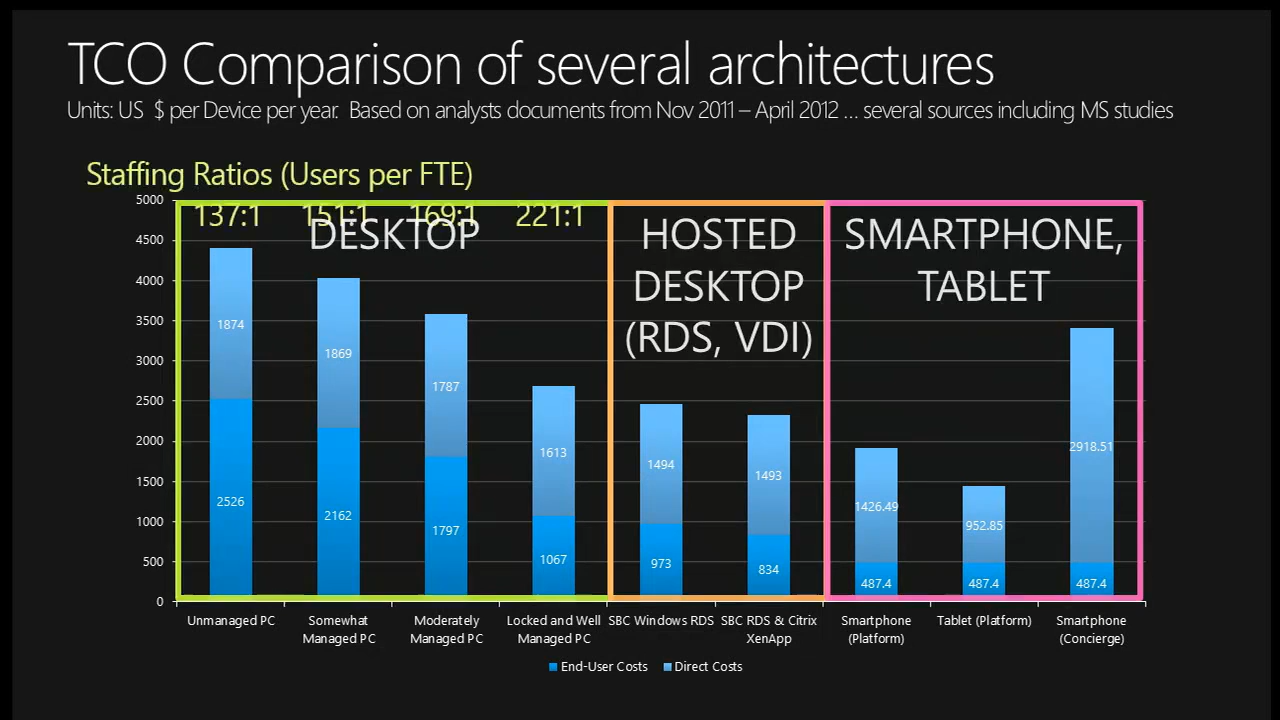 TCO Comparison of several architectures
Units: US $ per Device per year. Based on analysts documents from Nov 2011 – April 2012 ... several sources including MS studies
Staffing Ratios (Users per FTE)
137:1 151:1 169:1 221:1
DESKTOP
HOSTED
DESKTOP
(RDS, VDI)
SMARTPHONE,
TABLET
5000
4500
4000
3500
3000
2500
2000
1500
1000
500
0
1874
2526
1869
2162
1787
1797
1613
1067
1494
973
1493
834
1426.49
487.4
952.85
487.4
2918.51
487.4
Unmanaged PC
Somewhat
Managed PC
Moderately
Managed PC
Locked and Well
Managed PC
SBC Windows RDS
SBC RDS & Citrix
XenApp
Smartphone
(Platform)
Tablet (Platform)
Smartphone
(Concierge)
End-User Costs
Direct Costs